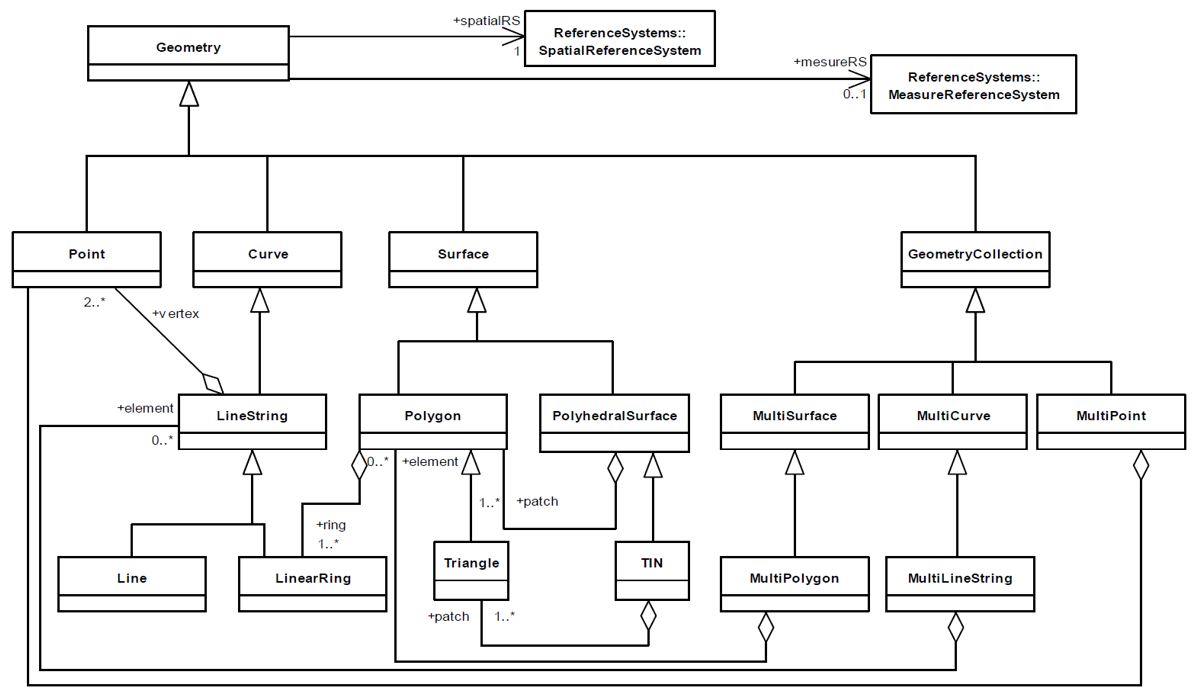 +spatialRS
1
ReferenceSystems::
SpatialReferenceSystem
Geometry
+mesureRS
0..1
ReferenceSystems::
MeasureReferenceSystem
Point
Curve
Surface
GeometryCollection
2..*
+vertex
+element
0..*
LineString
Polygon
PolyhedralSurface
MultiSurface
MultiCurve
MultiPoint
0..*
+element
1..*
+patch
+ring
1..*
Line
LinearRing
Triangle
TIN
MultiPolygon
MultiLineString
+patch
1..*